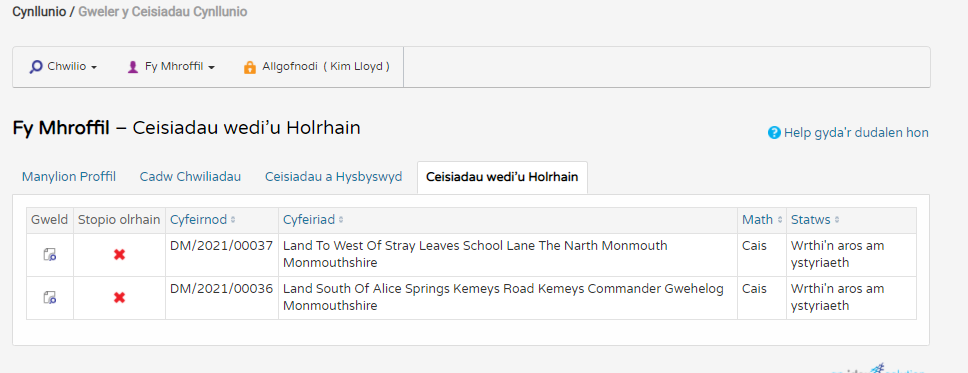 Cynllunio / Gweler y Ceisiadau Cynllunio
Chwilio Fy Mhroffil Allgofnodi ( Kim Lloyd )
Fy Mhroffil – Ceisiadau wedi'u Holrhain
Help gyda'r dudalen hon
Manylion Proffil Cadw Chwiliadau Ceisiadau a Hysbyswyd Ceisiadau wedi'u Holrhain
Gweld Stopio olrhain Cyfeirnod Cyfeiriad Math Statws
DM/2021/00037 Land To West Of Stray Leaves School Lane The Narth Monmouth Cais Wrthi'n aros am
Monmouthshire ystyriaeth
DM/2021/00036 Land South Of Alice Springs Kemeys Road Kemeys Commander Gwehelog Cais Wrthi'n aros am
Monmouthshire ystyriaeth